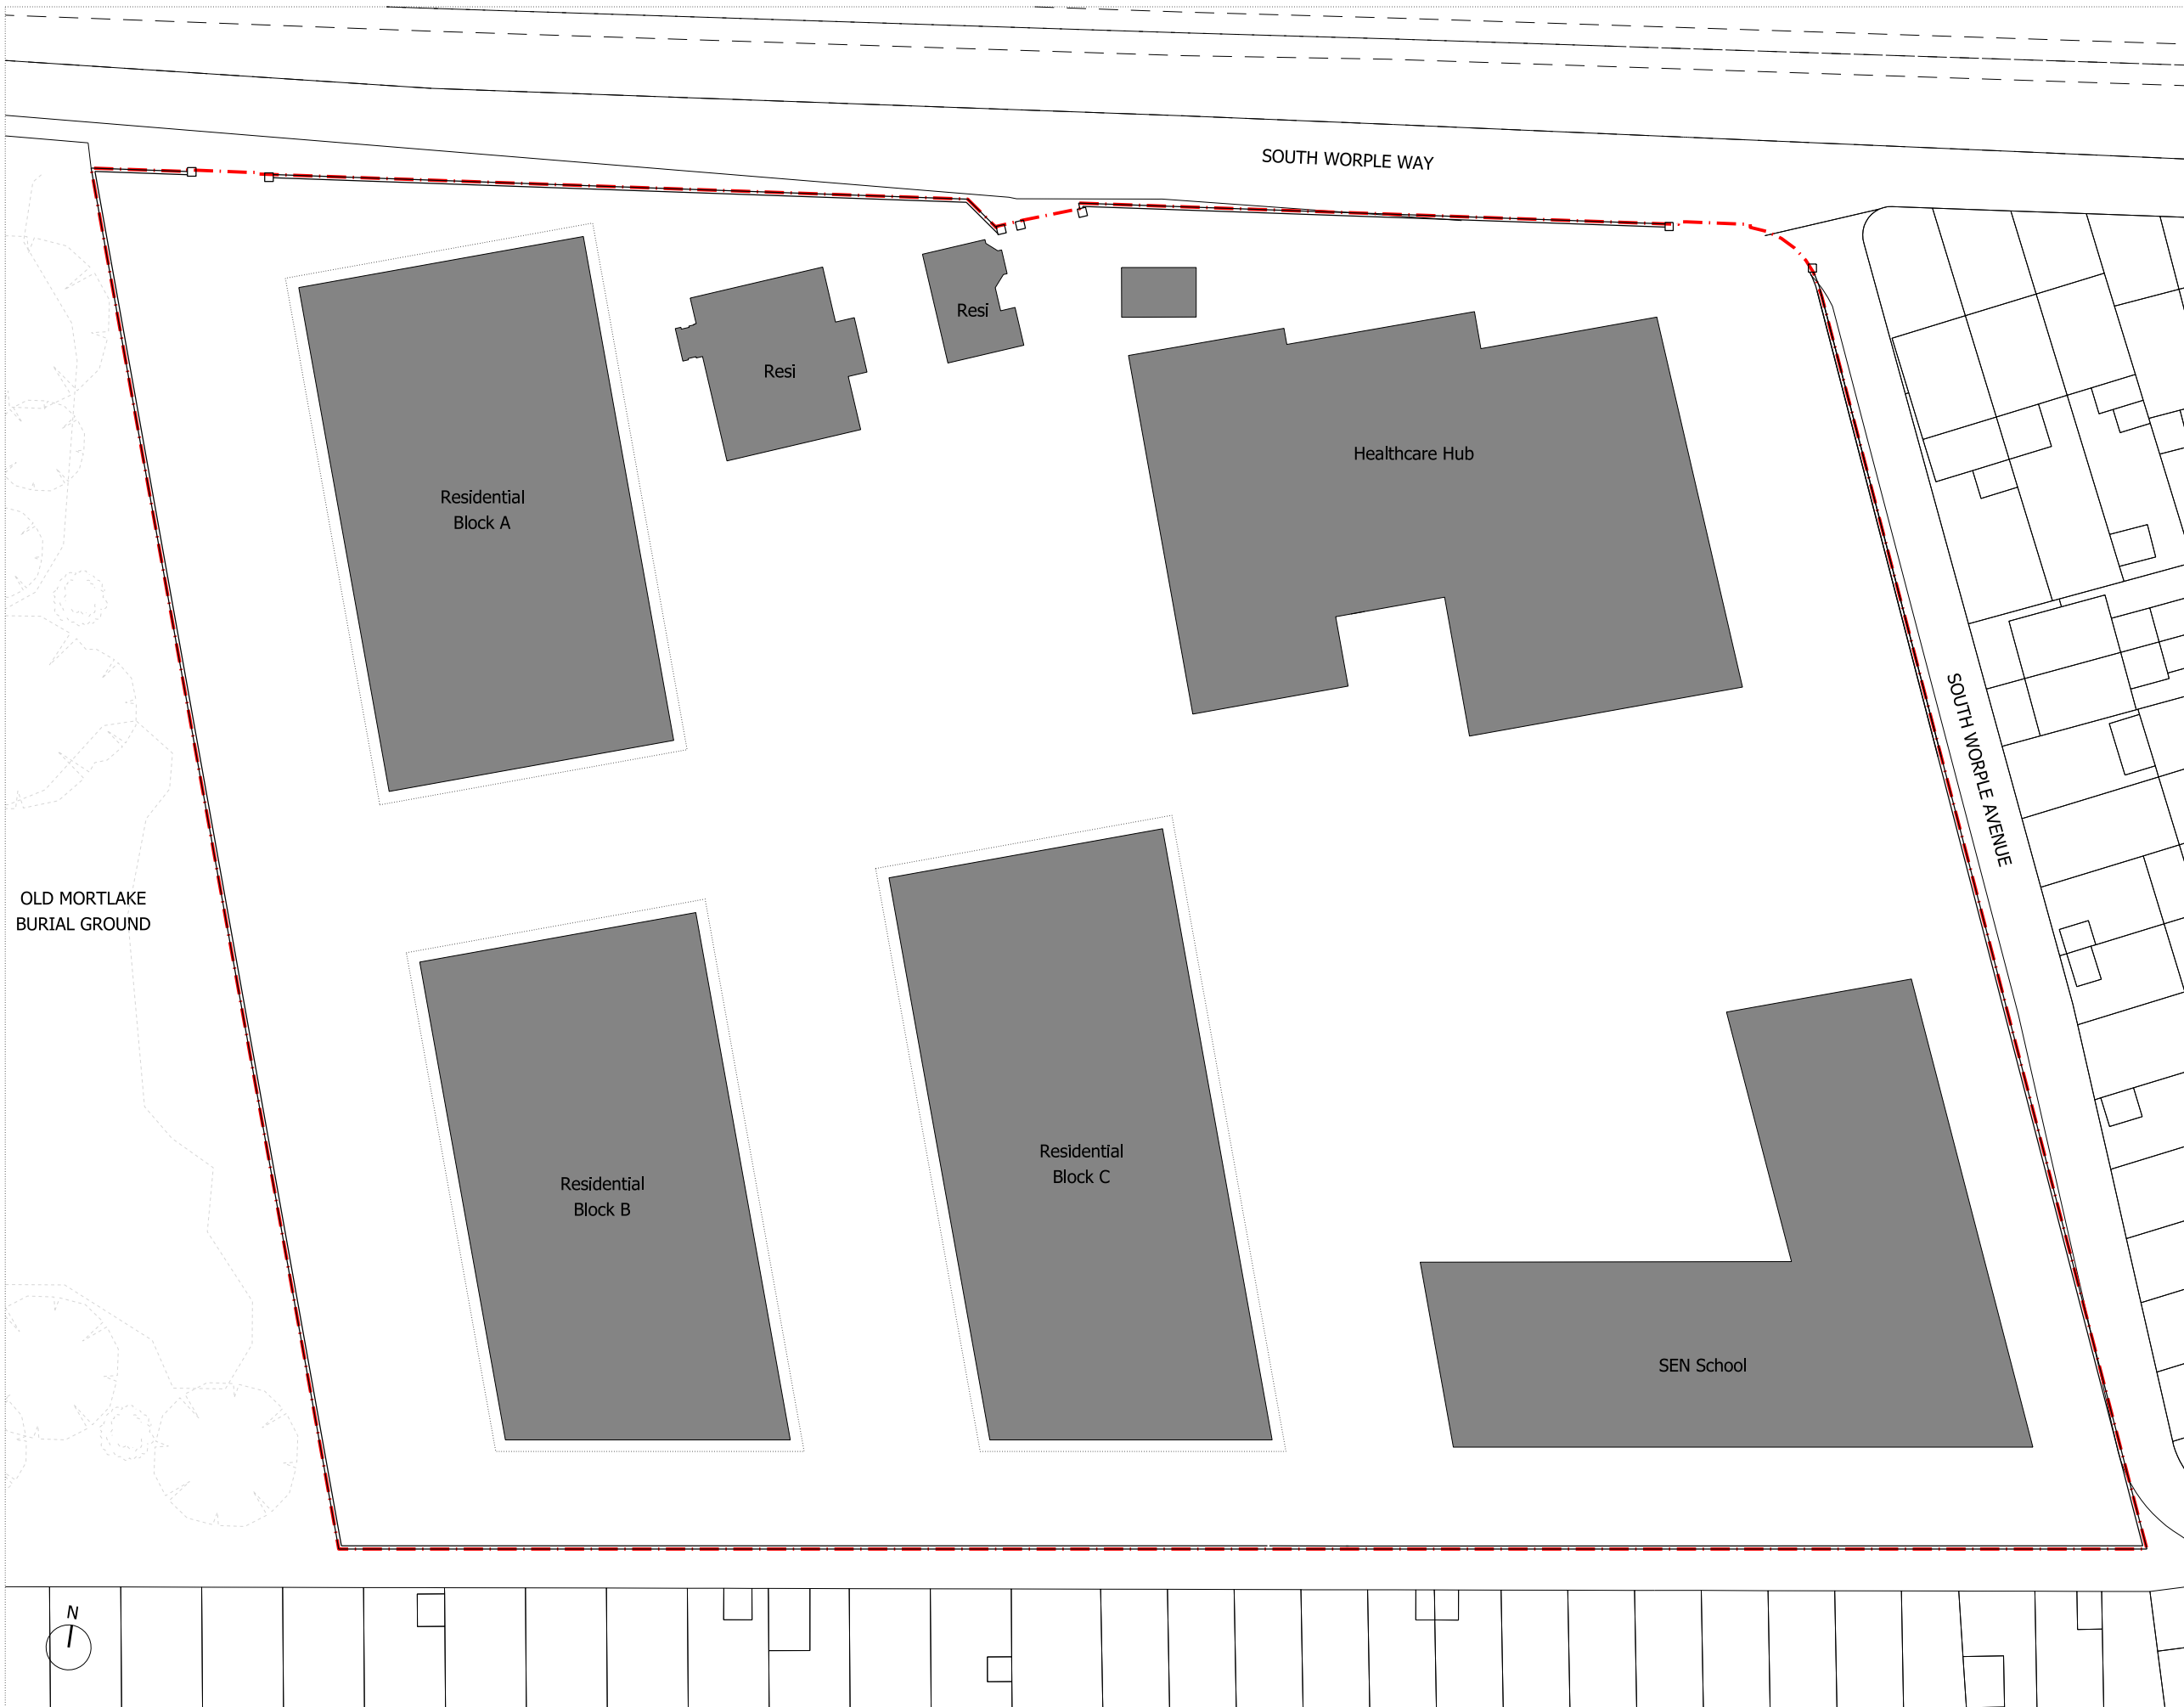 SOUTH WORPLE WAY
Resi
Resi
Healthcare Hub
Residential
Block A
SOUTH WORPLE AVENUE
OLD MORTLAKE
BURIAL GROUND
Residential
Block C
Residential
Block B
SEN School
N